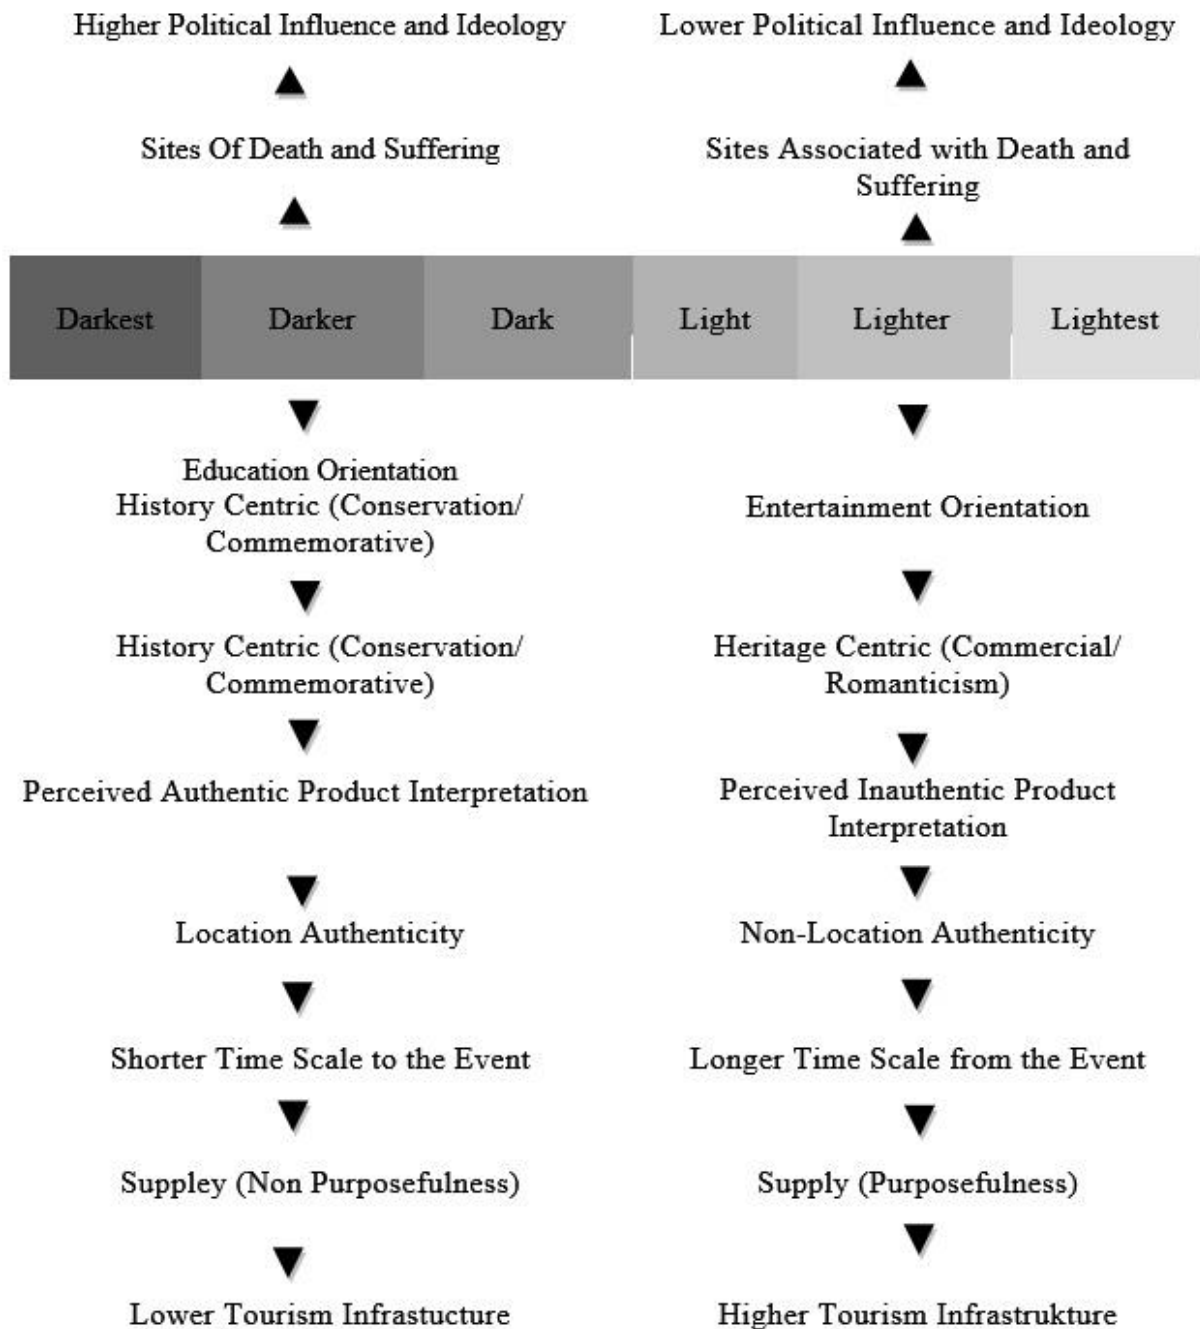 Higher Political Influence and Ideology
Lower Political Influence and Ideology
Sites Of Death and Suffering
Sites Associated with Death and
Suffering
Darkest
Darker
Dark
Light
Lighter
Lightest
Education Orientation
History Centric (Conservation/
Commemorative)
Entertainment Orientation
History Centric (Conservation/
Commemorative)
Heritage Centric (Commercial/
Romanticism)
Perceived Authentic Product Interpretation
Perceived Inauthentic Product
Interpretation
Location Authenticity
Non-Location Authenticity
Shorter Time Scale to the Event
Longer Time Scale from the Event
Suppley (Non Purposefulness)
Supply (Purposefulness)
Lower Tourism Infrastucture
Higher Tourism Infrastrukture